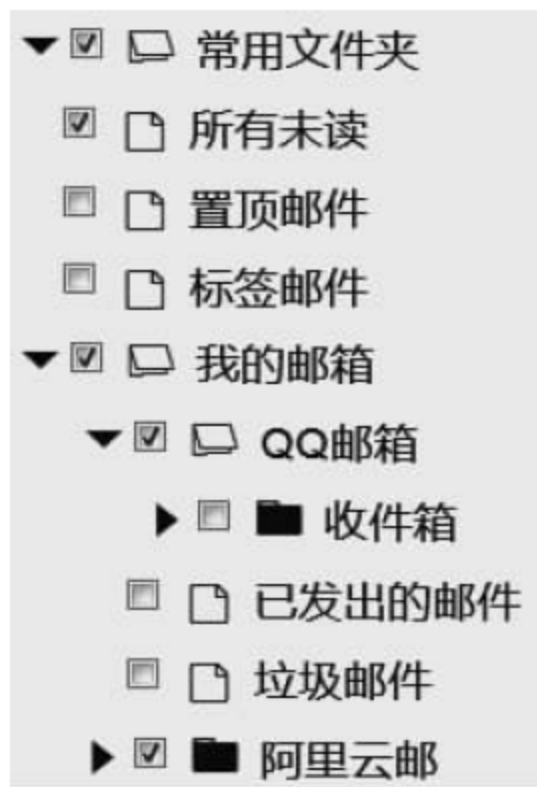 常用文件夹
所有未读
置顶邮件
标签邮件
我的邮箱
QQ邮箱
收件箱
已发出的邮件
垃圾邮件
阿里云邮